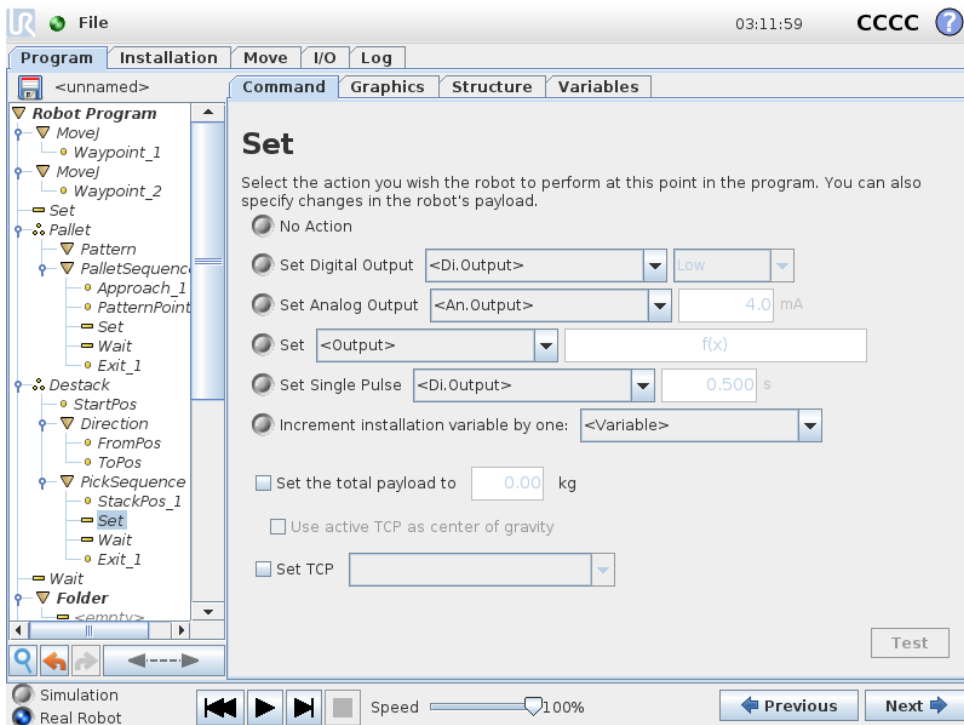 UR File 03:11:59 CCCC ?
Program Installation Move I/O Log
<unnamed>
Command Graphics Structure Variables
Robot Program
MoveJ
Waypoint_1
MoveJ
Waypoint_2
Set
Pallet
Pattern
PalletSequenc
Approach_1
PatternPoint
Set
Wait
Exit_1
Destack
StartPos
Direction
FromPos
ToPos
PickSequence
StackPos_1
Set
Wait
Exit_1
Wait
Folder
<empty>
Set
Select the action you wish the robot to perform at this point in the program. You can also
specify changes in the robot's payload.
No Action
Set Digital Output <Di.Output> Low
Set Analog Output <An.Output> 4.0 mA
Set <Output> f(x)
Set Single Pulse <Di.Output> 0.500 s
Increment installation variable by one: <Variable>
Set the total payload to 0.00 kg
Use active TCP as center of gravity
Set TCP
Test
Simulation
Real Robot
Speed 100%
Previous Next